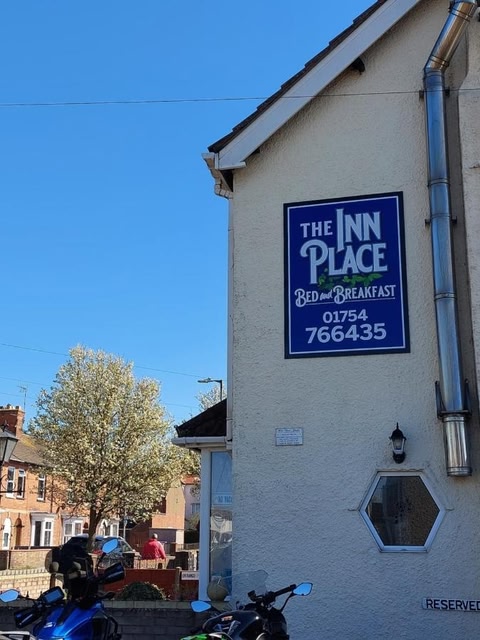 THE INN
PLACE
BED and BREAKFAST
01754
766435
RESERVED